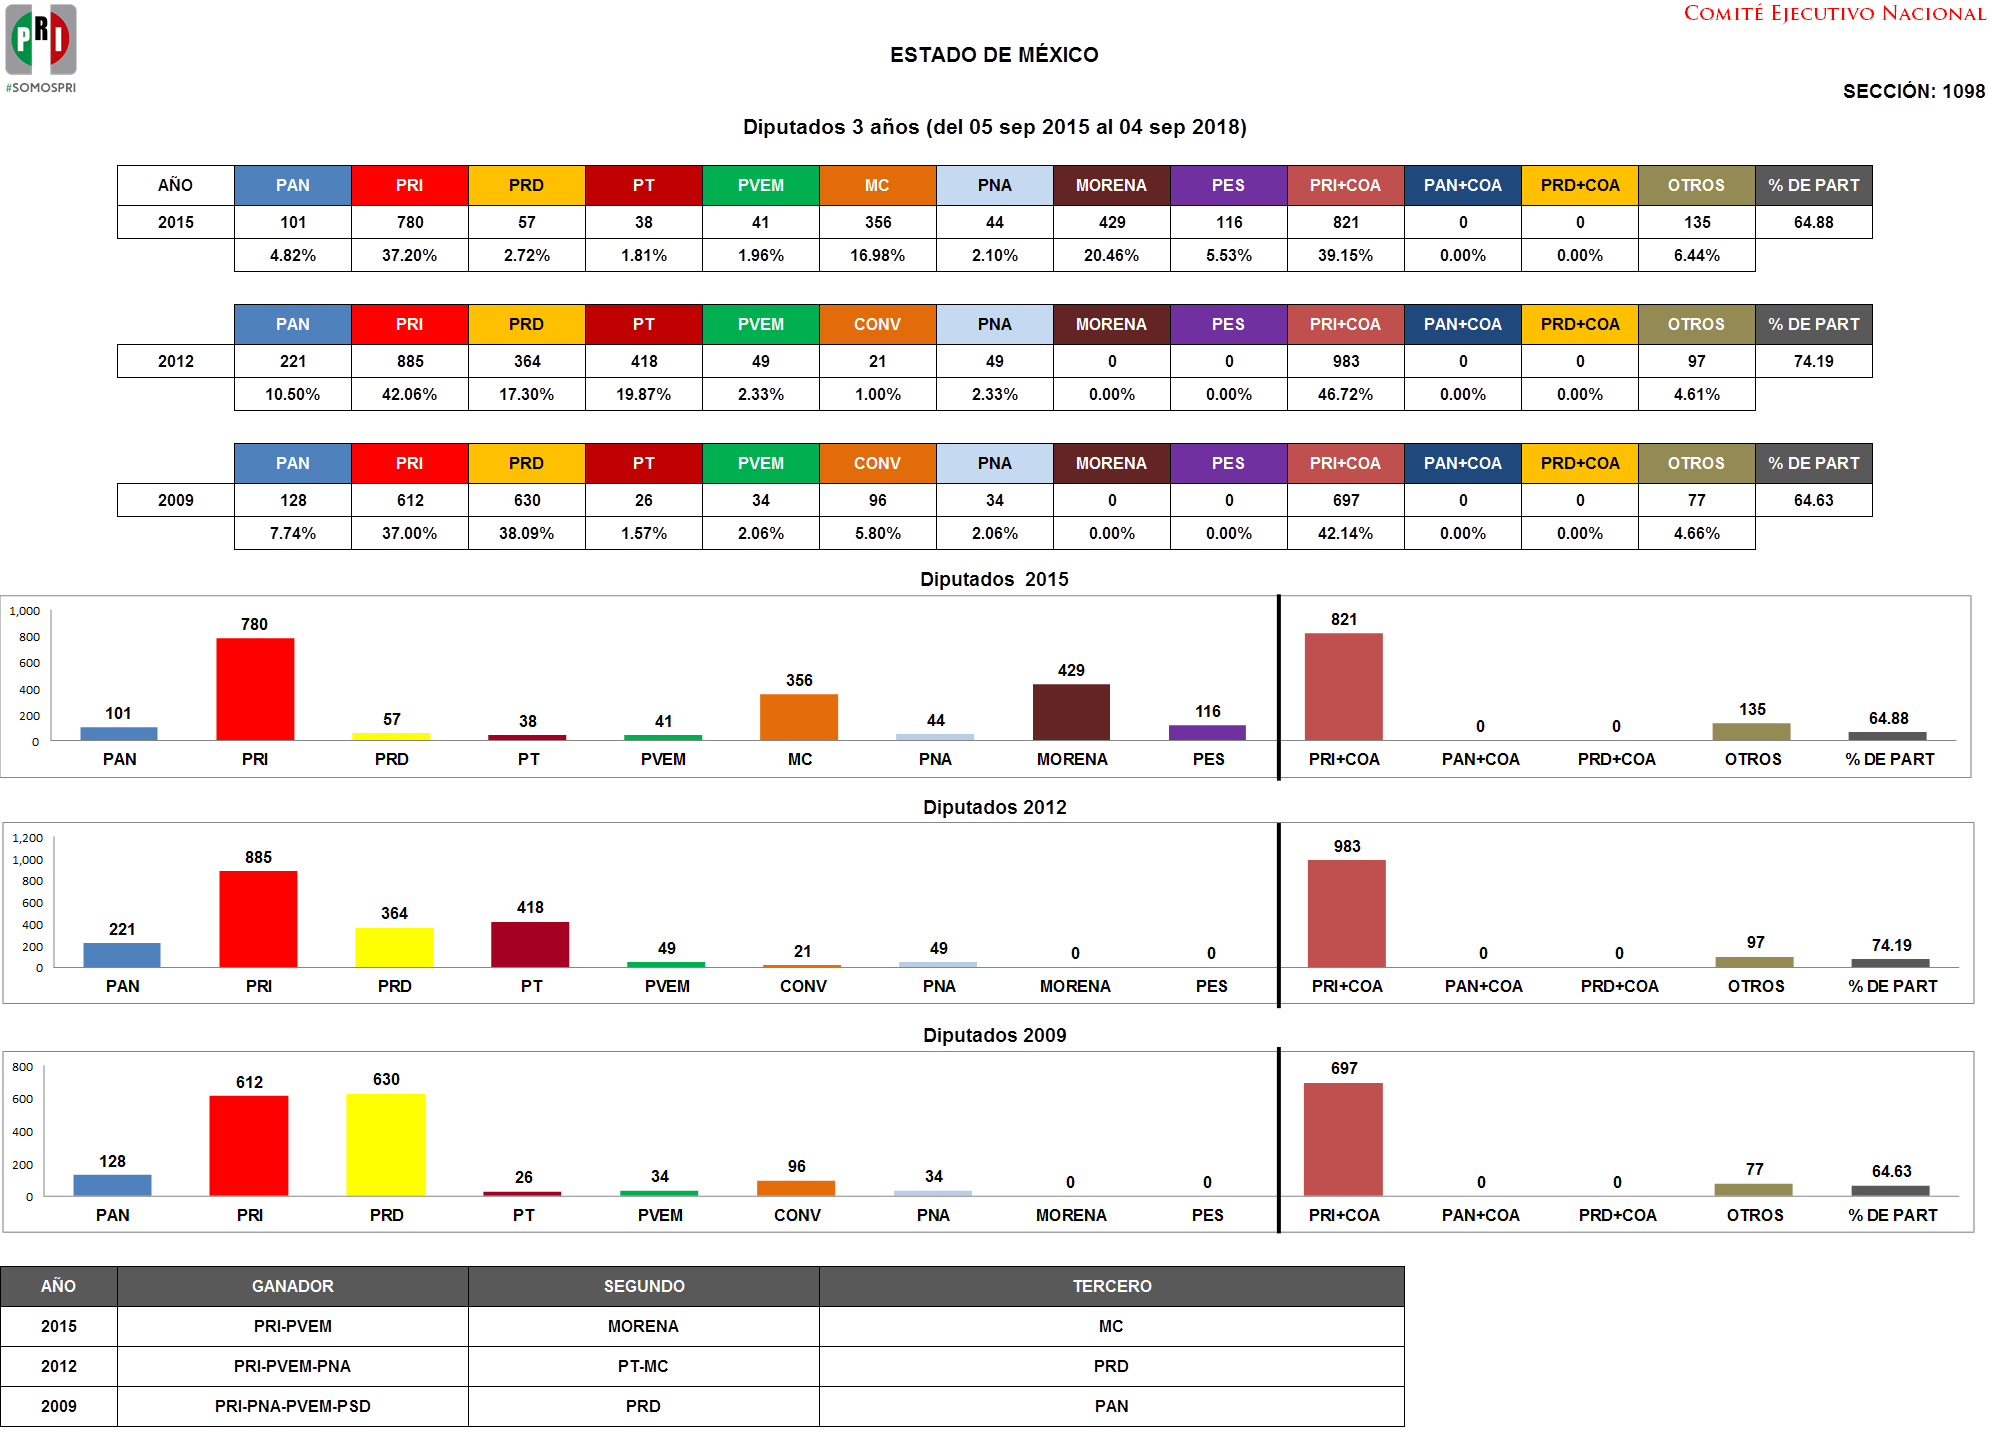 PRI
#SOMOSPRI
COMITÉ EJECUTIVO NACIONAL
ESTADO DE MÉXICO
SECCIÓN: 1098
Diputados 3 años (del 05 sep 2015 al 04 sep 2018)
AÑO PAN PRI PRD PT PVEM MC PNA MORENA PES PRI+COA PAN+COA PRD+COA OTROS % DE PART
2015 101 780 57 38 41 356 44 429 116 821 0 0 135 64.88
4.82% 37.20% 2.72% 1.81% 1.96% 16.98% 2.10% 20.46% 5.53% 39.15% 0.00% 0.00% 6.44%
PAN PRI PRD PT PVEM CONV PNA MORENA PES PRI+COA PAN+COA PRD+COA OTROS % DE PART
2012 221 885 364 418 49 21 49 0 0 983 0 0 97 74.19
10.50% 42.06% 17.30% 19.87% 2.33% 1.00% 2.33% 0.00% 0.00% 46.72% 0.00% 0.00% 4.61%
PAN PRI PRD PT PVEM CONV PNA MORENA PES PRI+COA PAN+COA PRD+COA OTROS % DE PART
2009 128 612 630 26 34 96 34 0 0 697 0 0 77 64.63
7.74% 37.00% 38.09% 1.57% 2.06% 5.80% 2.06% 0.00% 0.00% 42.14% 0.00% 0.00% 4.66%
Diputados 2015
1,000
800
600
400
200
0
101 780 57 38 41 356 44 429 116 821 0 0 135 64.88
PAN PRI PRD PT PVEM MC PNA MORENA PES PRI+COA PAN+COA PRD+COA OTROS % DE PART
Diputados 2012
1,200
1,000
800
600
400
200
0
221 885 364 418 49 21 49 0 0 983 0 0 97 74.19
PAN PRI PRD PT PVEM CONV PNA MORENA PES PRI+COA PAN+COA PRD+COA OTROS % DE PART
Diputados 2009
800
600
400
200
0
128 612 630 26 34 96 34 0 0 697 0 0 77 64.63
PAN PRI PRD PT PVEM CONV PNA MORENA PES PRI+COA PAN+COA PRD+COA OTROS % DE PART
AÑO GANADOR SEGUNDO TERCERO
2015 PRI-PVEM MORENA MC
2012 PRI-PVEM-PNA PT-MC PRD
2009 PRI-PNA-PVEM-PSD PRD PAN